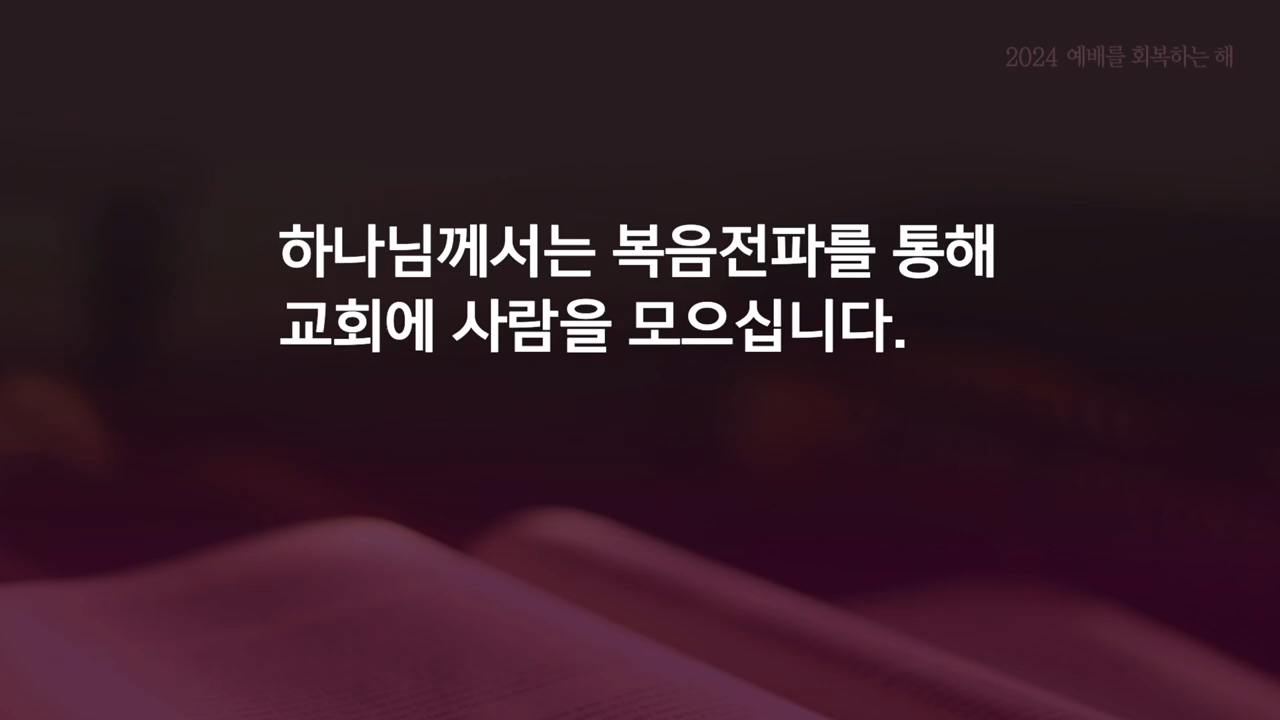 2024 예배를 회복하는 해
하나님께서는 복음전파를 통해
교회에 사람을 모으십니다.